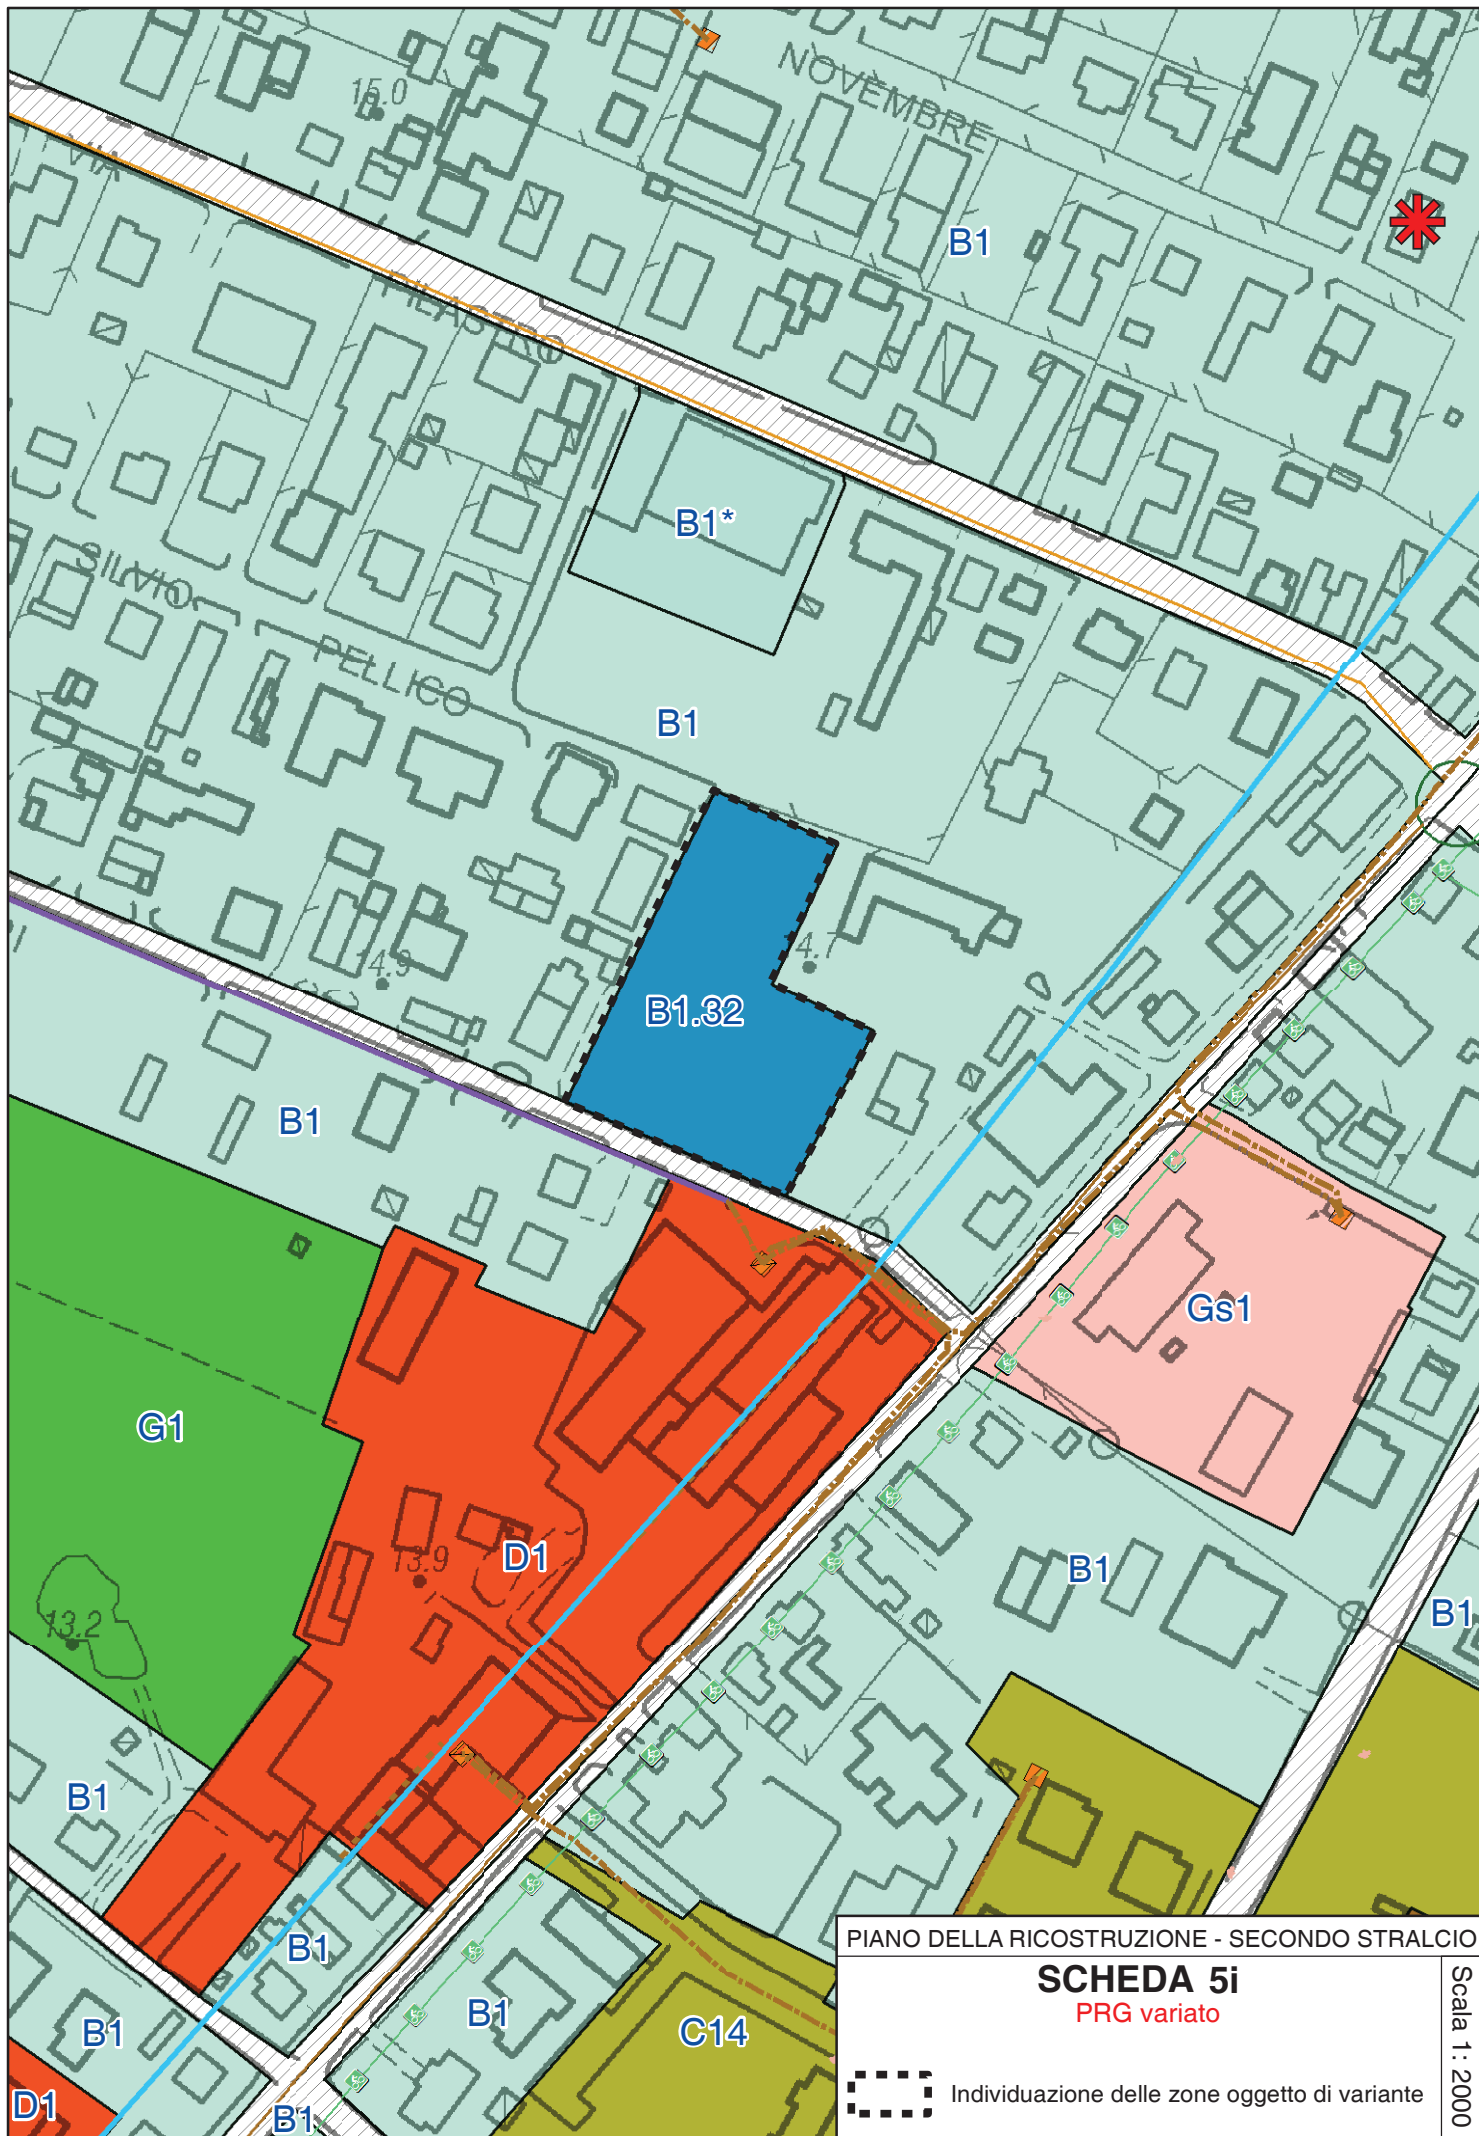 NOVEMBRE
15.0
VIA
B1
PILASTRO
B1*
SILVIO
PELLICO
B1
4.7
14.9
B1.32
B1
Gs1
G1
D1
13.9
B1
13.2
B1
B1
B1
B1
B1
C14
D1
B1
PIANO DELLA RICOSTRUZIONE - SECONDO STRALCIO
SCHEDA 5i
PRG variato
Individuazione delle zone oggetto di variante
Scala 1: 2000